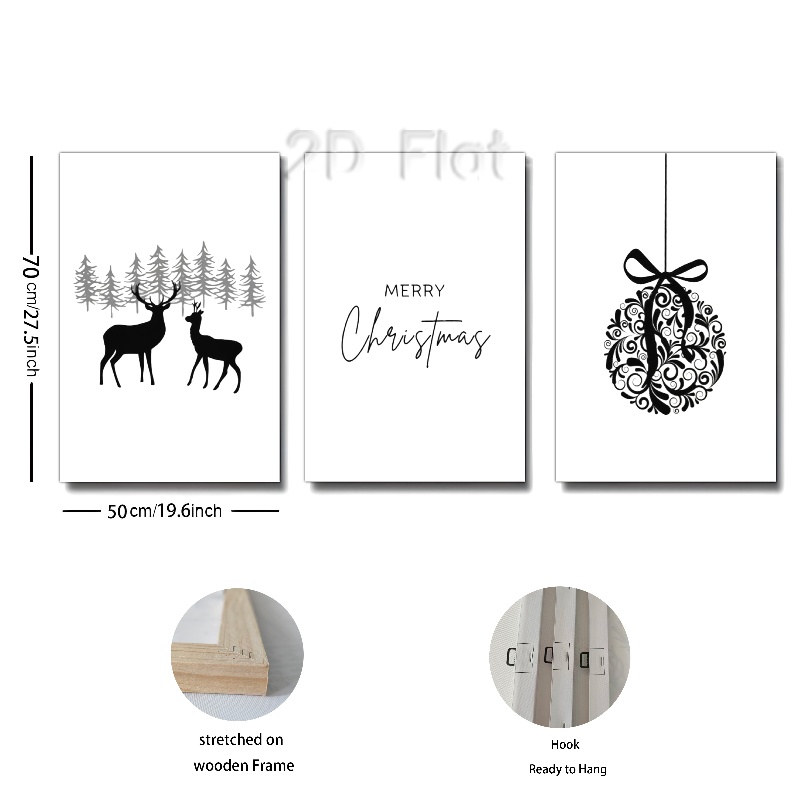 2D Flat
70 cm/27.5inch
MERRY
Christmas
50cm/19.6inch
stretched on
wooden Frame
Hook
Ready to Hang